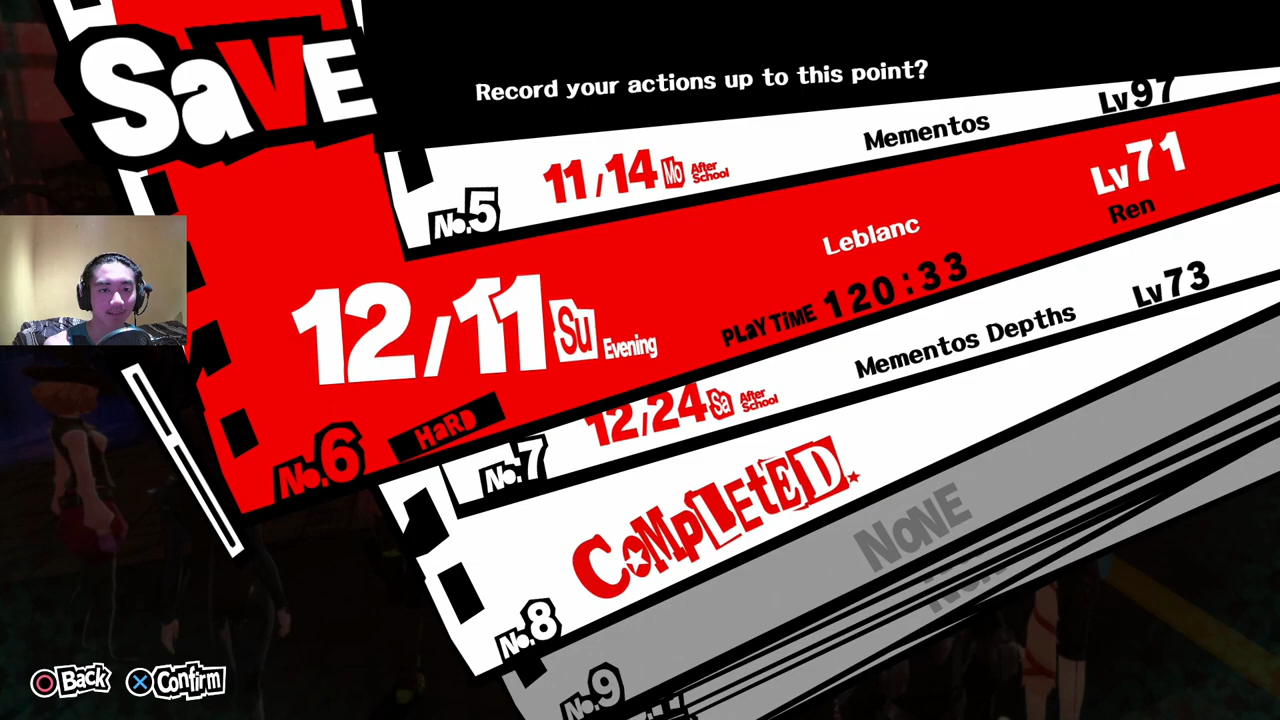 SaVE
Record your actions up to this point?
No.5 11/14 Mo After School Mementos Lv97
No.6 12/11 Su Evening Leblanc Lv71
HaRD PLaY TiME 120:33 Ren
No.7 12/24 Sa After School Mementos Depths Lv73
No.8 CoMpLEtED.
No.9 NoNE
Back Confirm